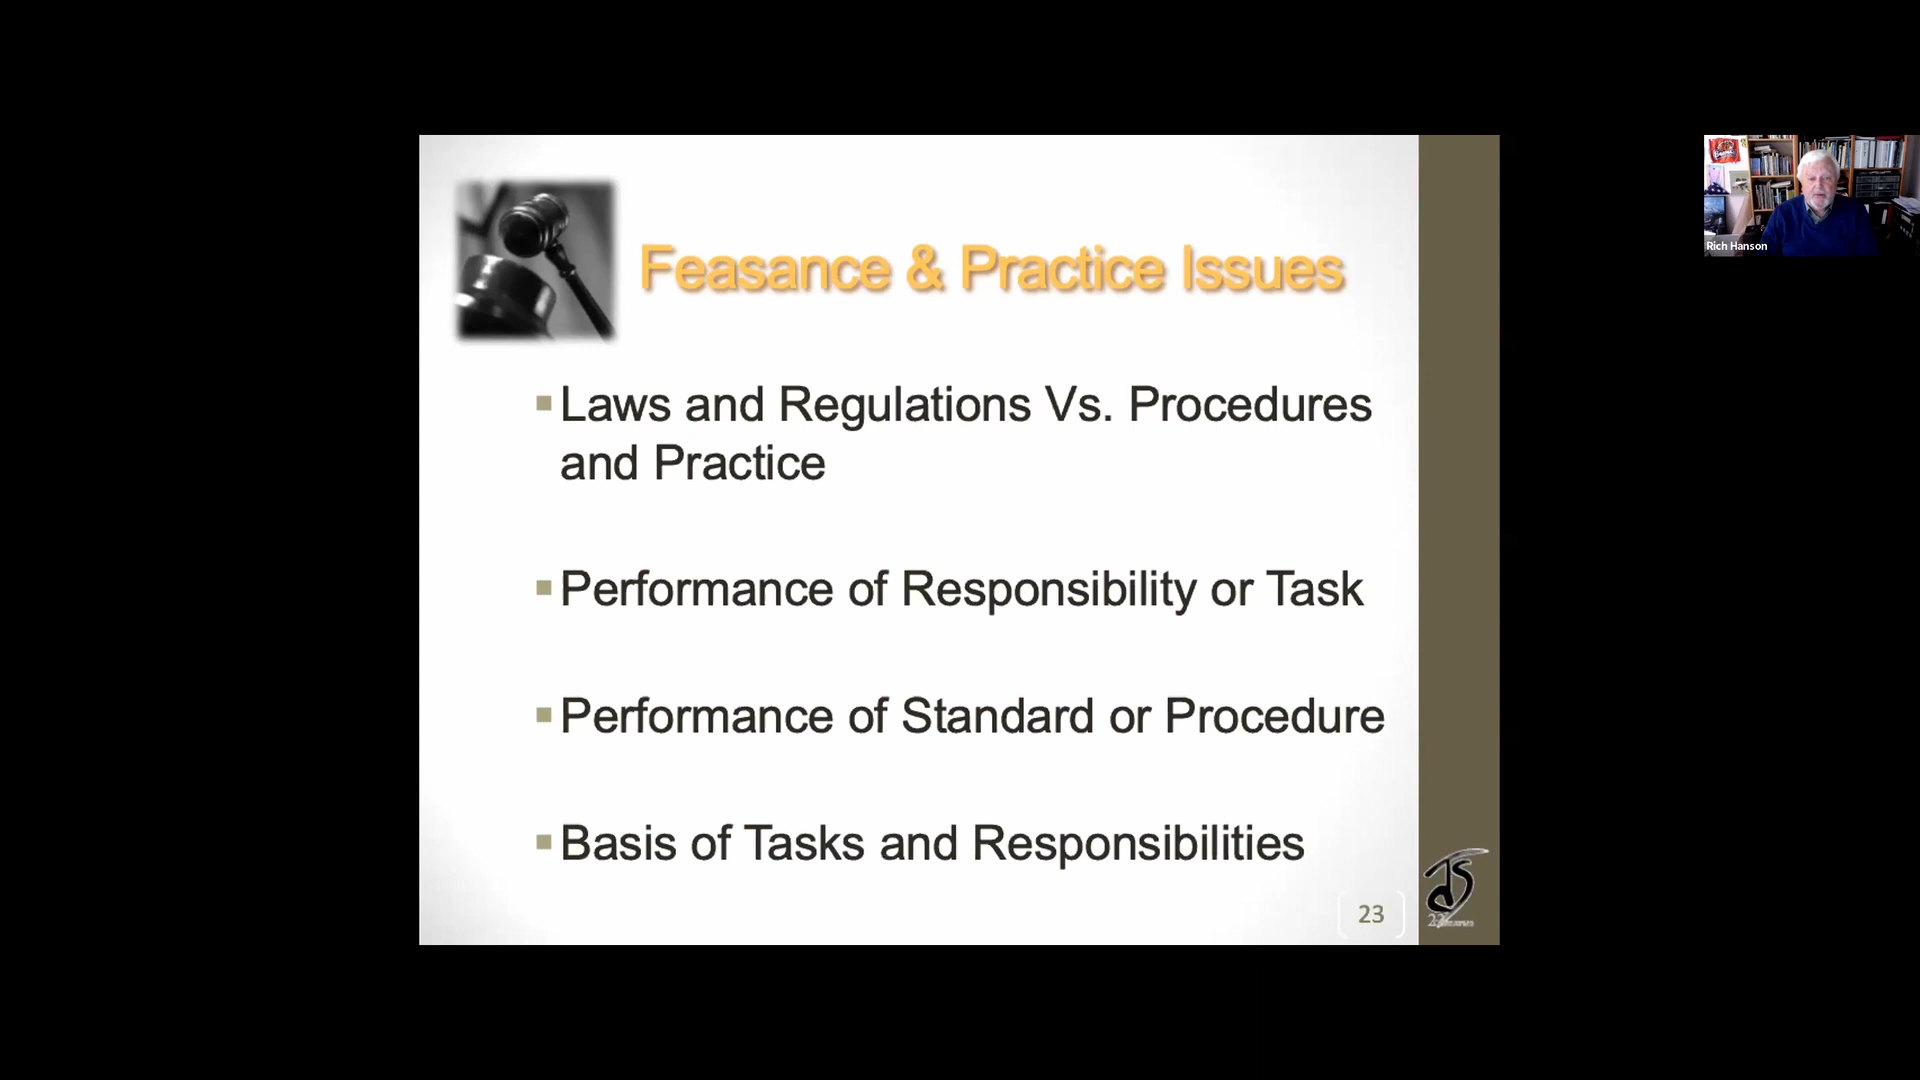 Feasance & Practice Issues
Laws and Regulations Vs. Procedures
and Practice
Performance of Responsibility or Task
Performance of Standard or Procedure
Basis of Tasks and Responsibilities
23
Rich Hanson